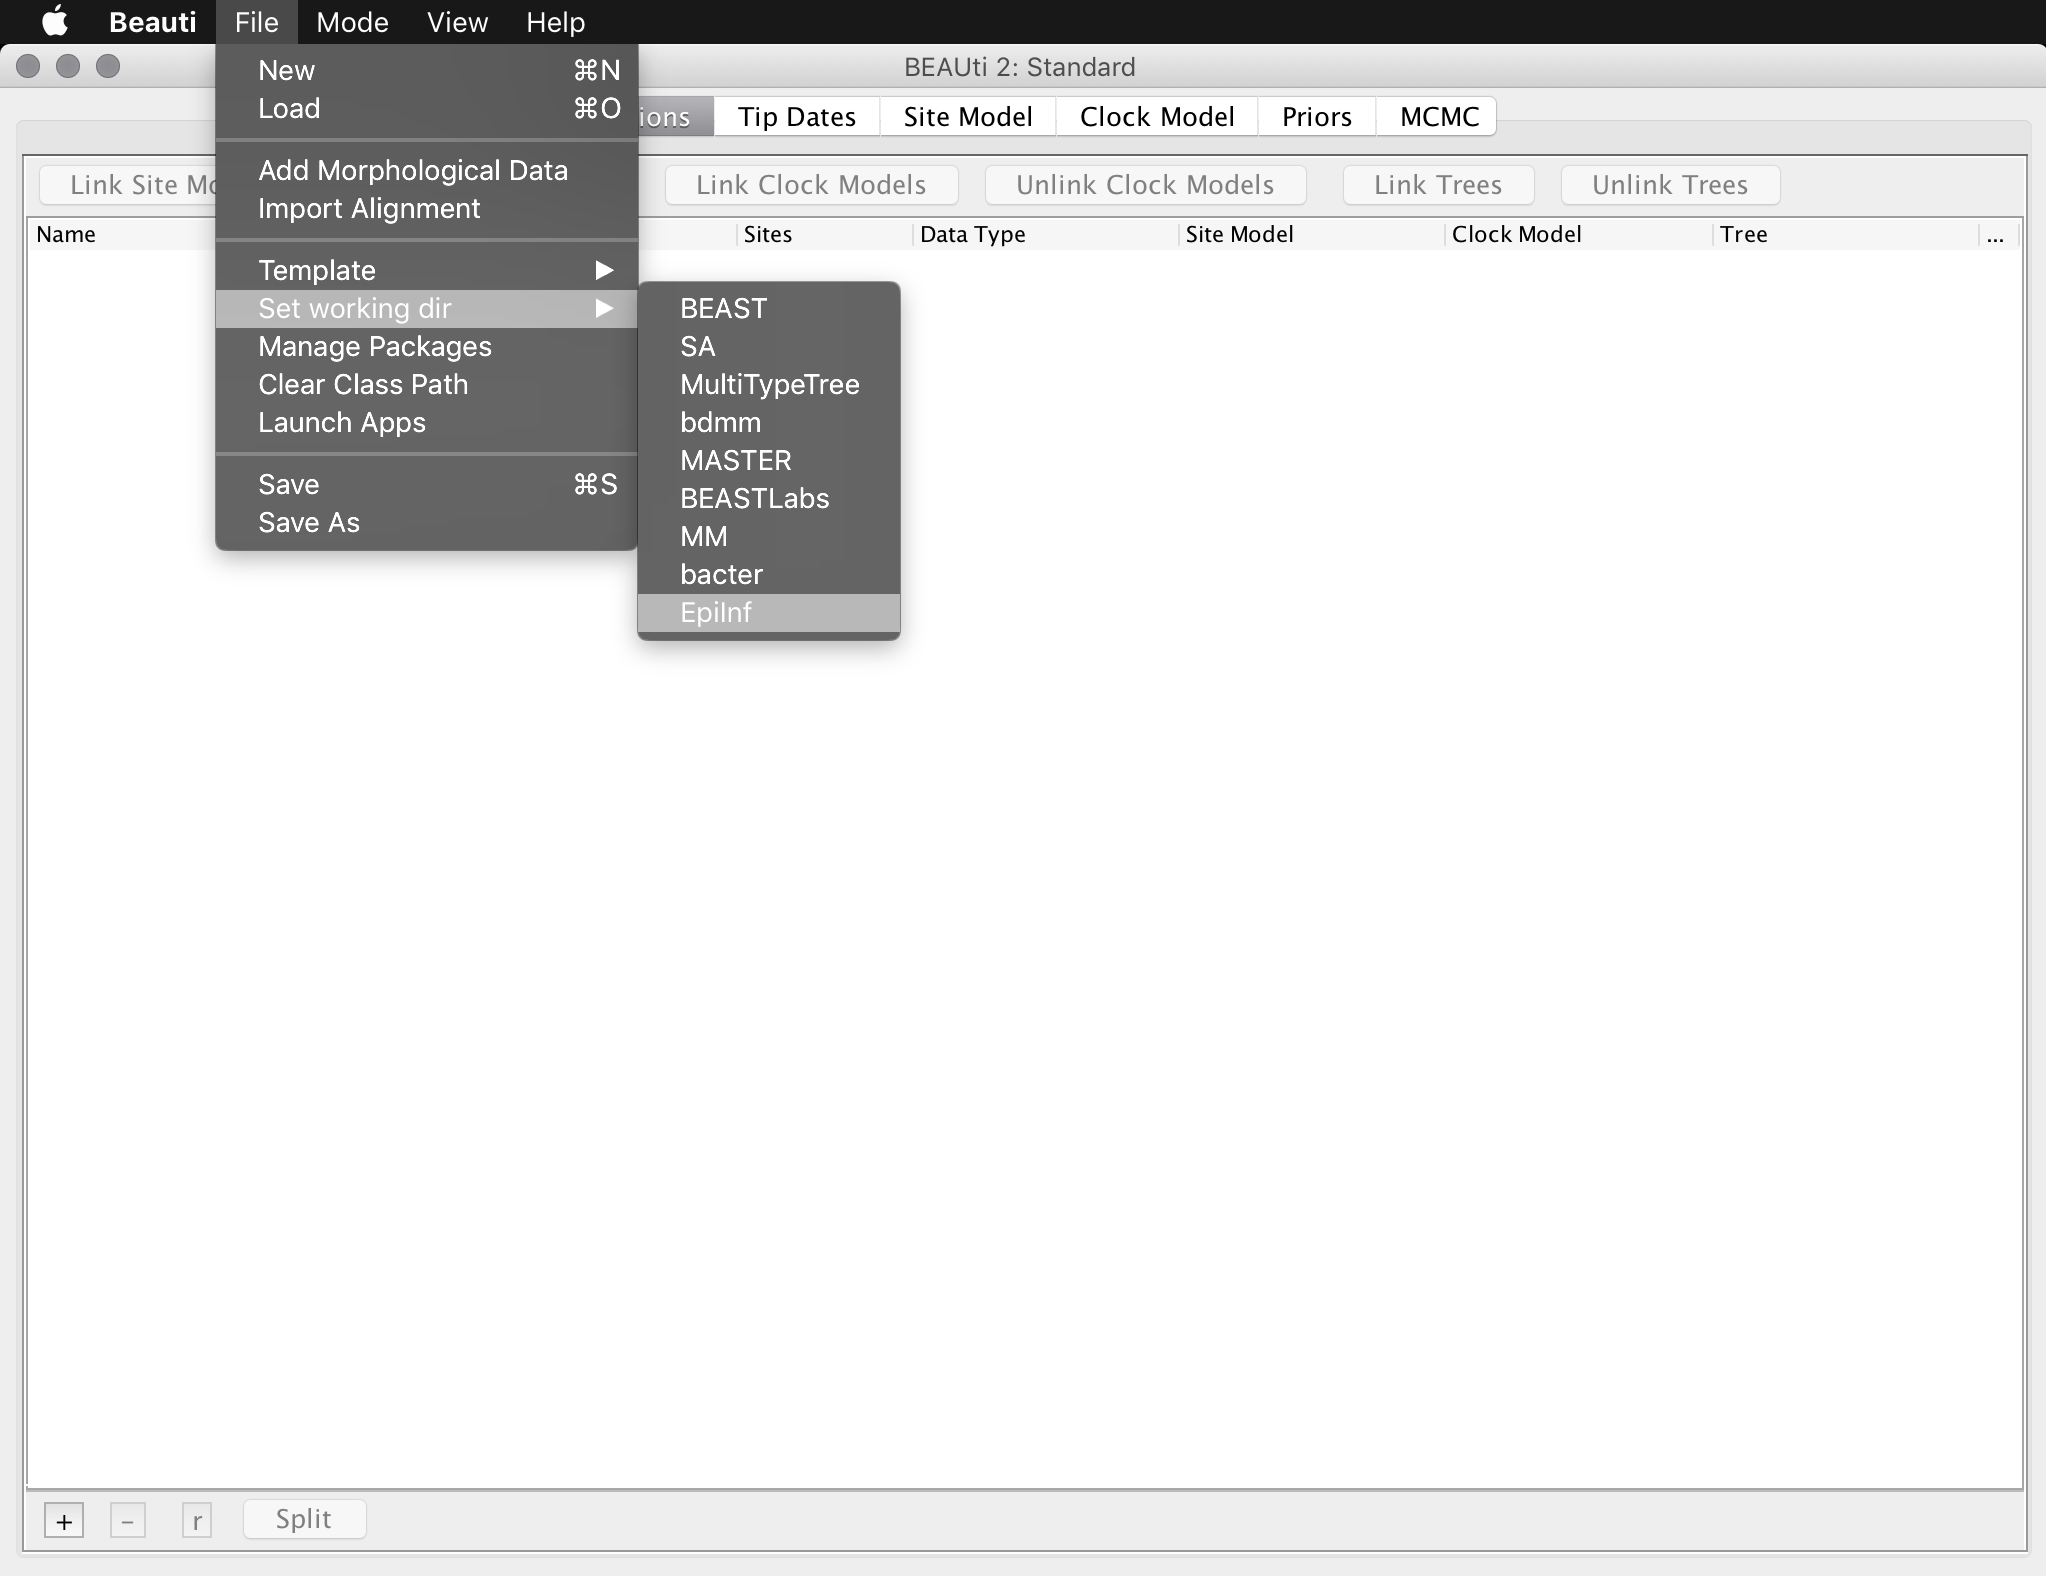 Beauti File Mode View Help
BEAUti 2: Standard
New ⌘N
Load ⌘O
ions Tip Dates Site Model Clock Model Priors MCMC
Add Morphological Data
Import Alignment
Link Site Mo Link Clock Models Unlink Clock Models Link Trees Unlink Trees
Name Sites Data Type Site Model Clock Model Tree ...
Template ▶
Set working dir ▶
Manage Packages
Clear Class Path
Launch Apps
Save ⌘S
Save As
BEAST
SA
MultiTypeTree
bdmm
MASTER
BEASTLabs
MM
bacter
EpiInf
+ - r Split